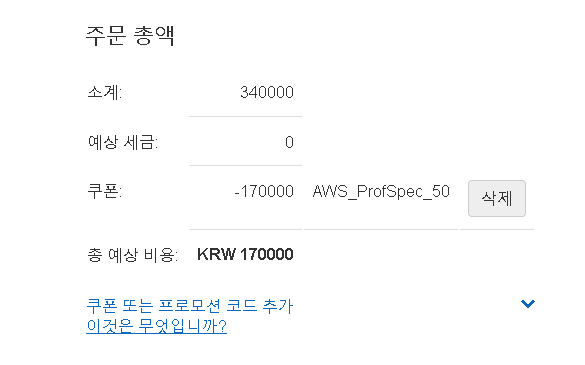 주문 총액
소계: 340000
예상 세금: 0
쿠폰: -170000 AWS_ProfSpec_50 삭제
총 예상 비용: KRW 170000
쿠폰 또는 프로모션 코드 추가
이것은 무엇입니까?